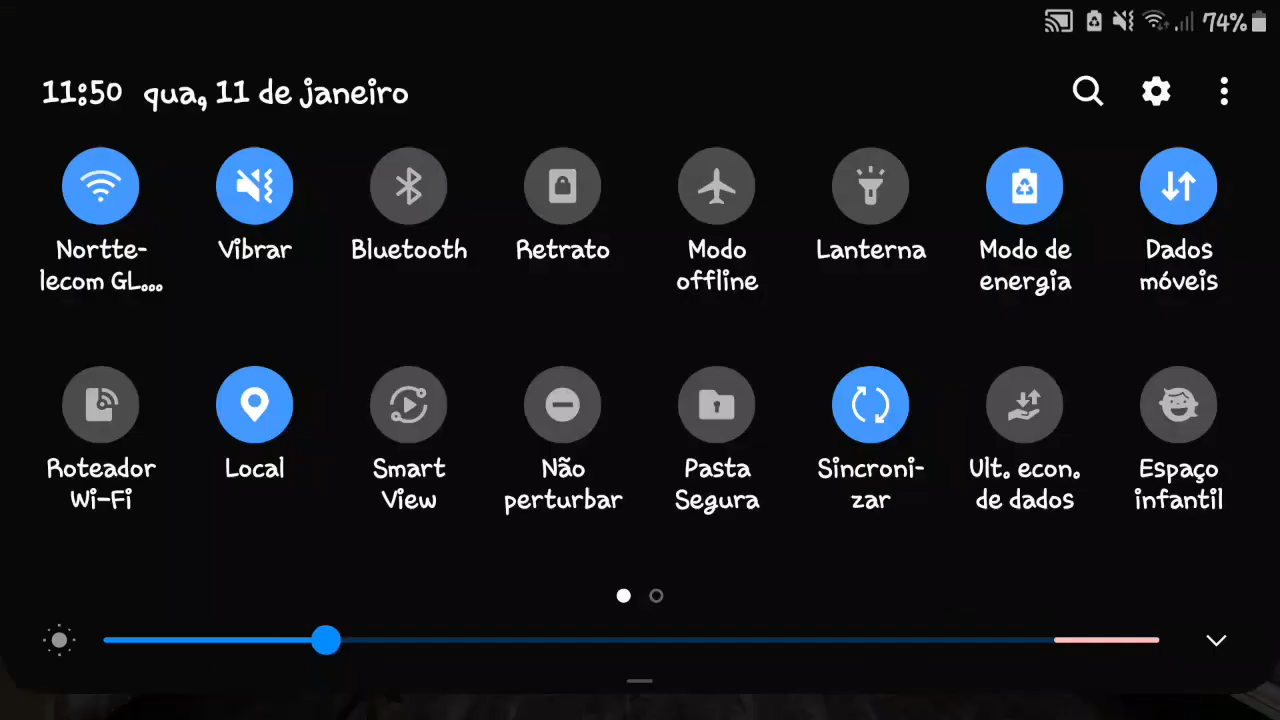 74%
11:50 qua, 11 de janeiro
Nortte-
lecom GL...
Vibrar
Bluetooth
Retrato
Modo
offline
Lanterna
Modo de
energia
Dados
móveis
Roteador
Wi-Fi
Local
Smart
View
Não
perturbar
Pasta
Segura
Sincroni-
zar
Ult. econ.
de dados
Espaço
infantil